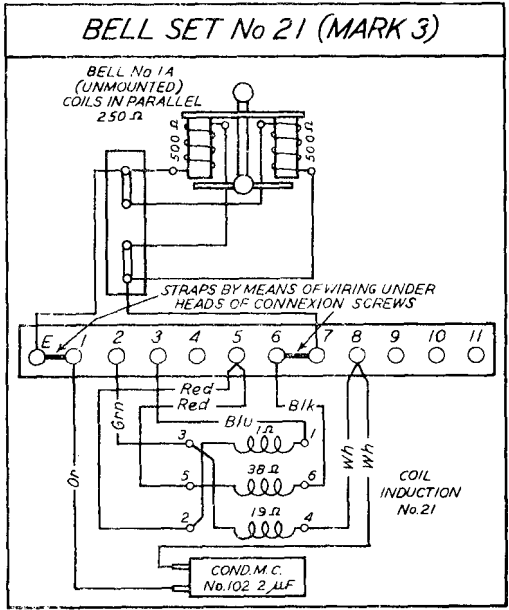 BELL SET No 21 (MARK 3)
BELL No 1A
(UNMOUNTED)
COILS IN PARALLEL
250 Ω
500 Ω
500 Ω
STRAPS BY MEANS OF WIRING UNDER
HEADS OF CONNEXION SCREWS
E 1 2 3 4 5 6 7 8 9 10 11
Red
Red
Grn
Blu
Blk
Or
Wh
Wh
3 1Ω 1
5 38Ω 6
2 19Ω 4
COIL
INDUCTION
No. 21
COND. M.C.
No. 102 2 μF